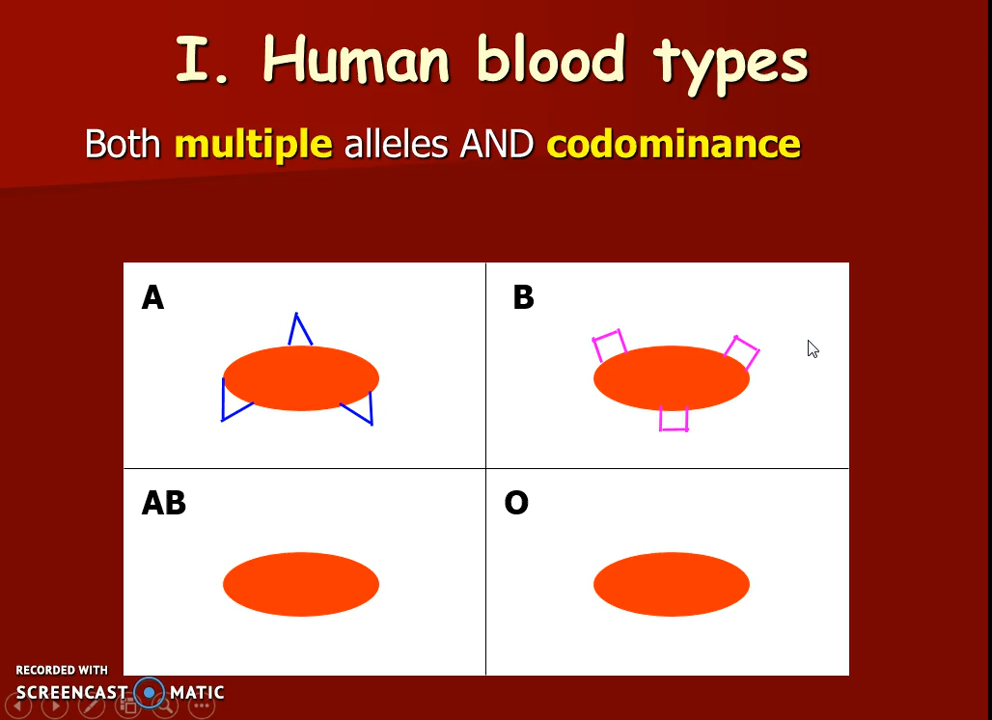 I. Human blood types
Both multiple alleles AND codominance
A
B
AB
O
RECORDED WITH
SCREENCAST MATIC